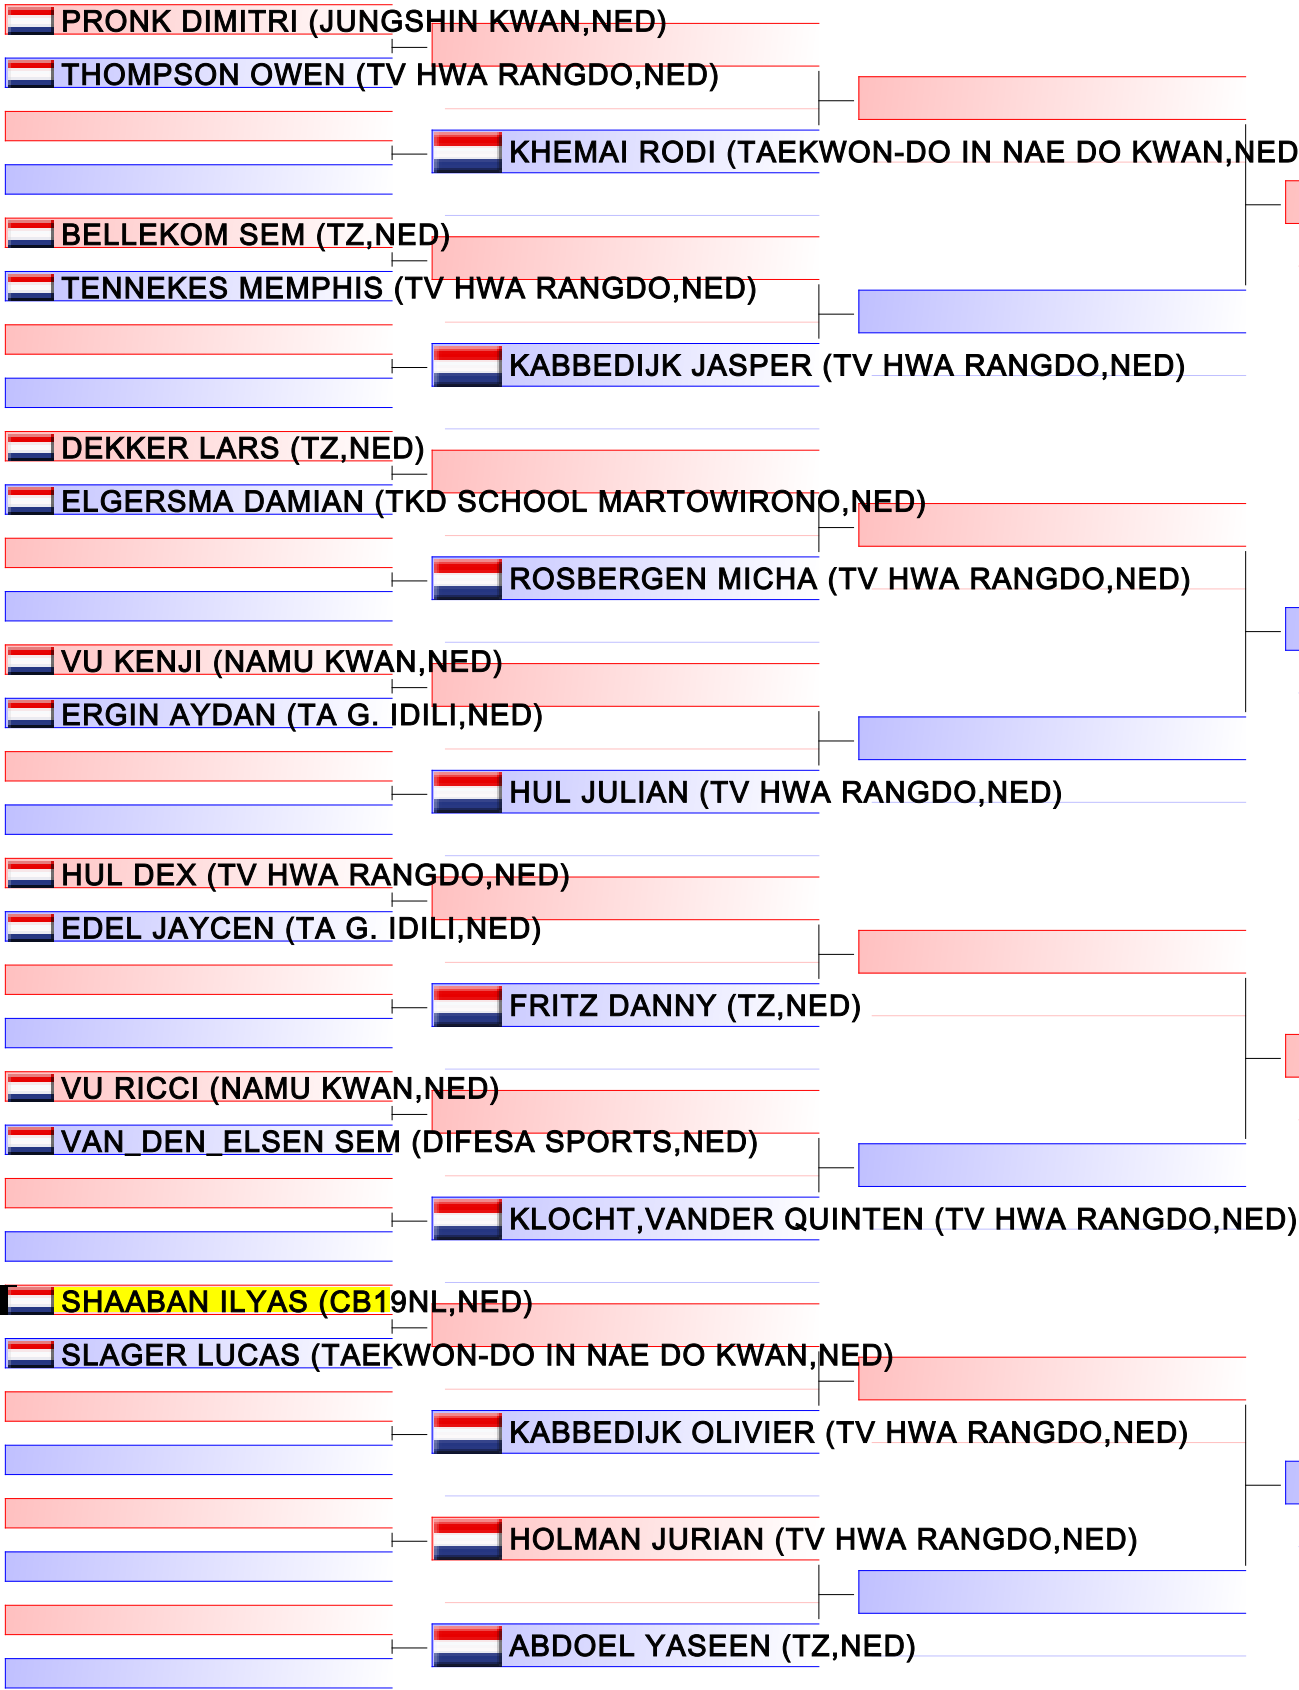 PRONK DIMITRI (JUNGSHIN KWAN,NED)
THOMPSON OWEN (TV HWA RANGDO,NED)
KHEMAI RODI (TAEKWON-DO IN NAE DO KWAN,NED
BELLEKOM SEM (TZ,NED)
TENNEKES MEMPHIS (TV HWA RANGDO,NED)
KABBEDIJK JASPER (TV HWA RANGDO,NED)
DEKKER LARS (TZ,NED)
ELGERSMA DAMIAN (TKD SCHOOL MARTOWIRONO,NED)
ROSBERGEN MICHA (TV HWA RANGDO,NED)
VU KENJI (NAMU KWAN,NED)
ERGIN AYDAN (TA G. IDILI,NED)
HUL JULIAN (TV HWA RANGDO,NED)
HUL DEX (TV HWA RANGDO,NED)
EDEL JAYCEN (TA G. IDILI,NED)
FRITZ DANNY (TZ,NED)
VU RICCI (NAMU KWAN,NED)
VAN_DEN_ELSEN SEM (DIFESA SPORTS,NED)
KLOCHT,VANDER QUINTEN (TV HWA RANGDO,NED)
SHAABAN ILYAS (CB19NL,NED)
SLAGER LUCAS (TAEKWON-DO IN NAE DO KWAN,NED)
KABBEDIJK OLIVIER (TV HWA RANGDO,NED)
HOLMAN JURIAN (TV HWA RANGDO,NED)
ABDOEL YASEEN (TZ,NED)